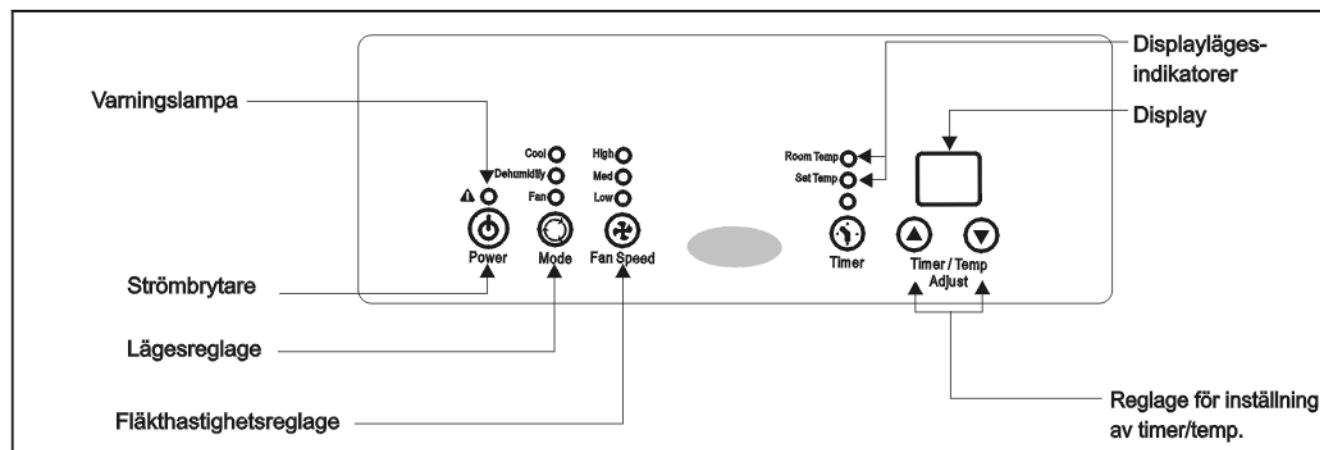 Displayläges-
indikatorer
Varningslampa
Display
Cool
High
Room Temp
Dehumidify
Med
Set Temp
Fan
Low
Power
Mode
Fan Speed
Timer
Timer / Temp
Adjust
Strömbrytare
Lägesreglage
Fläkthastighetsreglage
Reglage för inställning
av timer/temp.